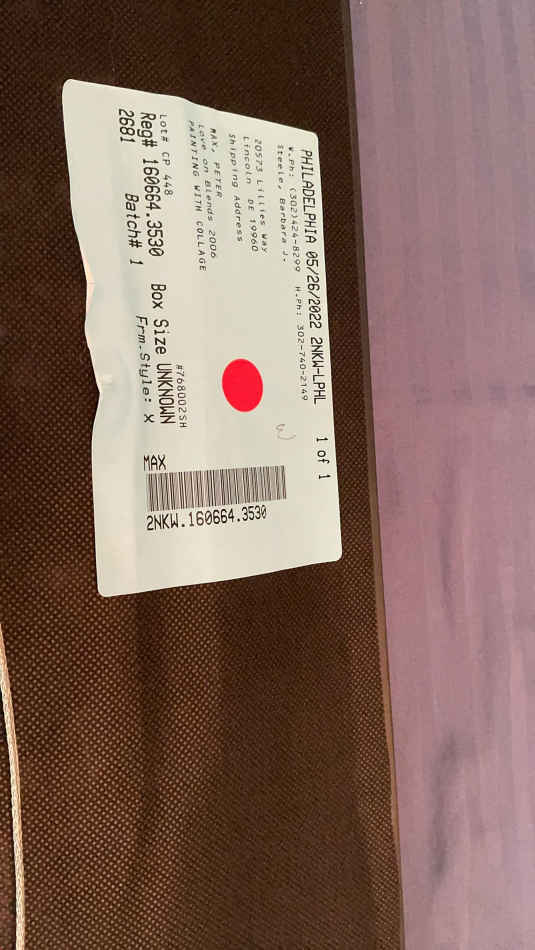 PHILADELPHIA 05/26/2022 2NKW-LPHL 1 of 1
W.Ph: (302)424-8299 H.Ph: 302-740-2149
Steele, Barbara J.
20573 Lillies Way
Lincoln DE 19960
Shipping Address
MAX, PETER
Love on Blends 2006
PAINTING WITH COLLAGE
#768002SH
Lot# CP 448
Reg# 160664.3530 Box Size UNKNOWN
2681 Batch# 1 Frm.Style: X
MAX
2NKW.160664.3530